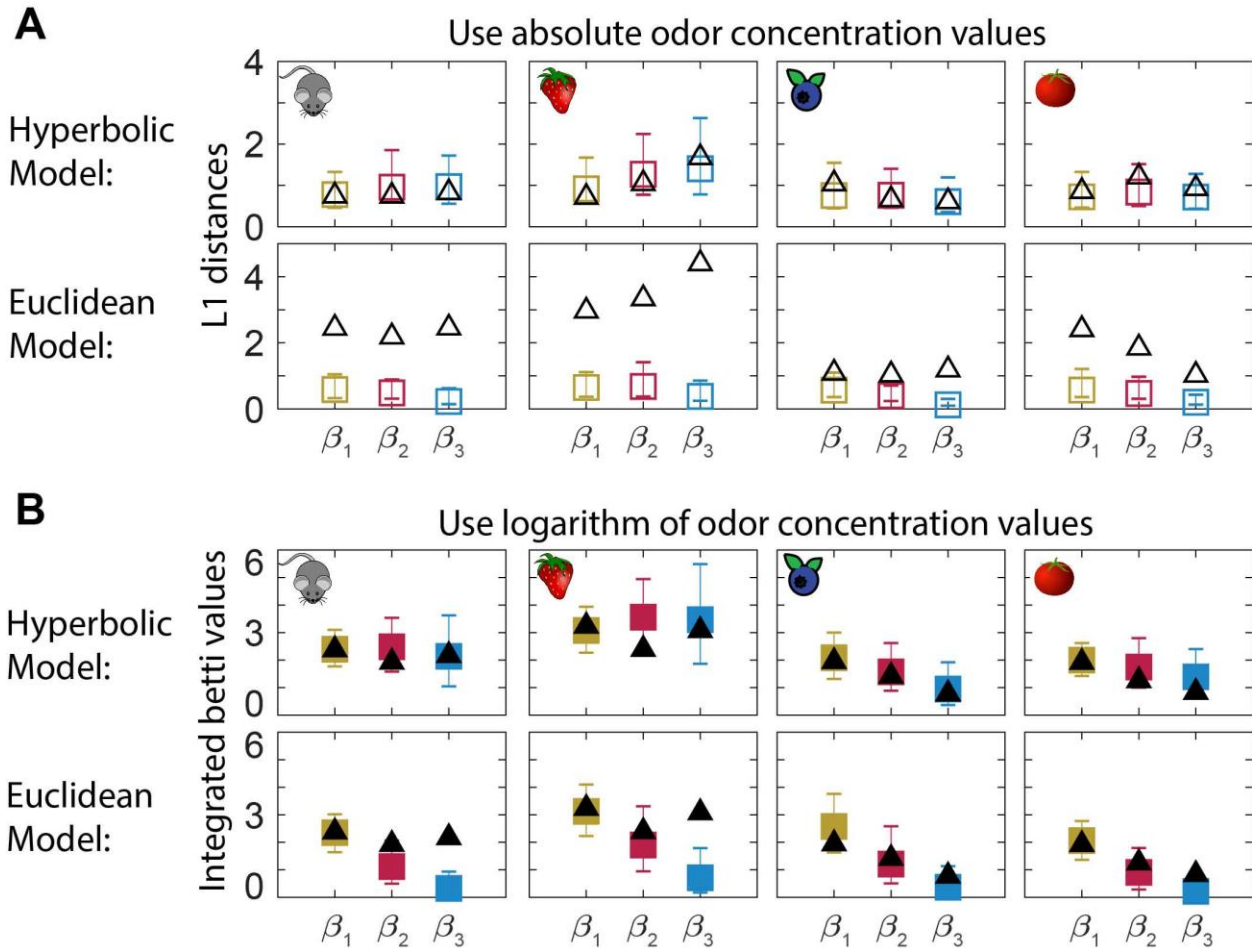 A
Use absolute odor concentration values
Hyperbolic
Model:
L1 distances
4
2
0
Euclidean
Model:
4
2
0
β1 β2 β3 β1 β2 β3 β1 β2 β3 β1 β2 β3
B
Use logarithm of odor concentration values
Hyperbolic
Model:
Integrated betti values
6
3
0
Euclidean
Model:
6
3
0
β1 β2 β3 β1 β2 β3 β1 β2 β3 β1 β2 β3